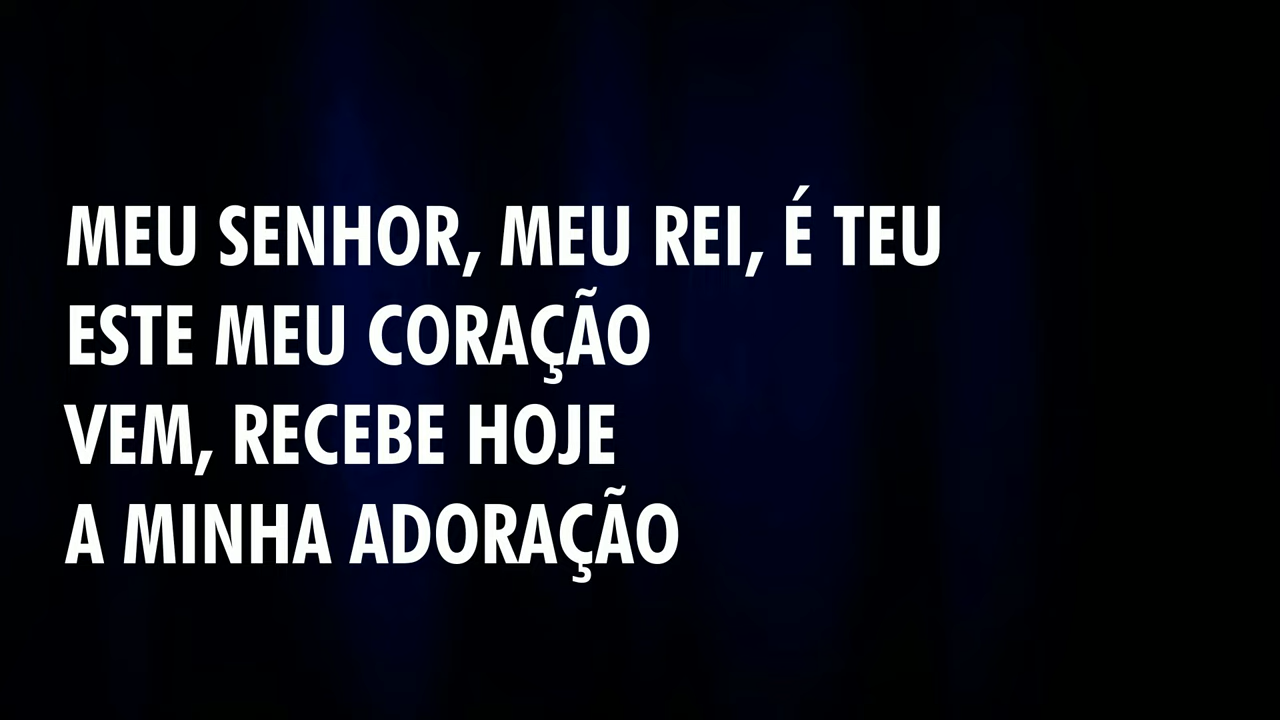 MEU SENHOR, MEU REI, É TEU
ESTE MEU CORAÇÃO
VEM, RECEBE HOJE
A MINHA ADORAÇÃO